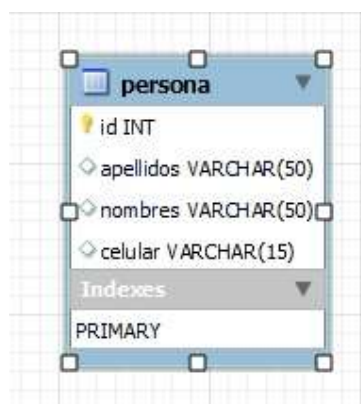 persona
id INT
apellidos VARCHAR(50)
nombres VARCHAR(50)
celular VARCHAR(15)
Indexes
PRIMARY